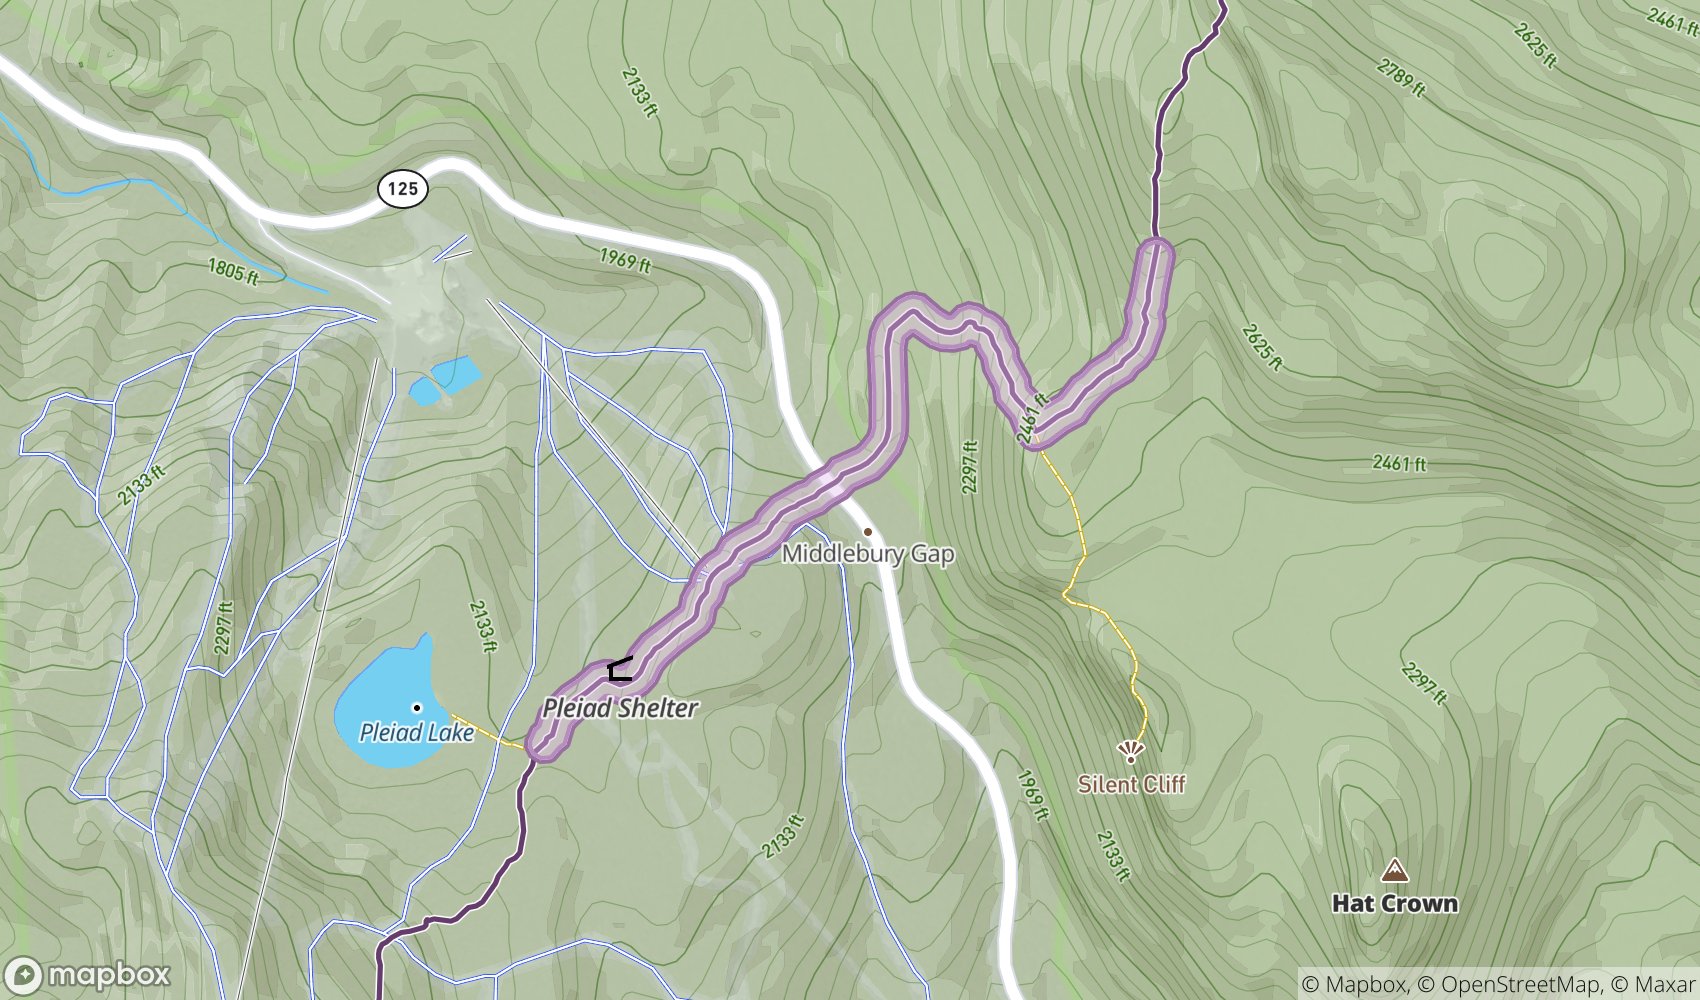 2461 ft
2625 ft
2789 ft
2133 ft
125
1969 ft
1805 ft
2625 ft
2461 ft
2297 ft
2461 ft
2133 ft
Middlebury Gap
2297 ft
2133 ft
2297 ft
Pleiad Shelter
Pleiad Lake
Silent Cliff
1969 ft
2133 ft
2133 ft
Hat Crown
mapbox
© Mapbox, © OpenStreetMap, © Maxar